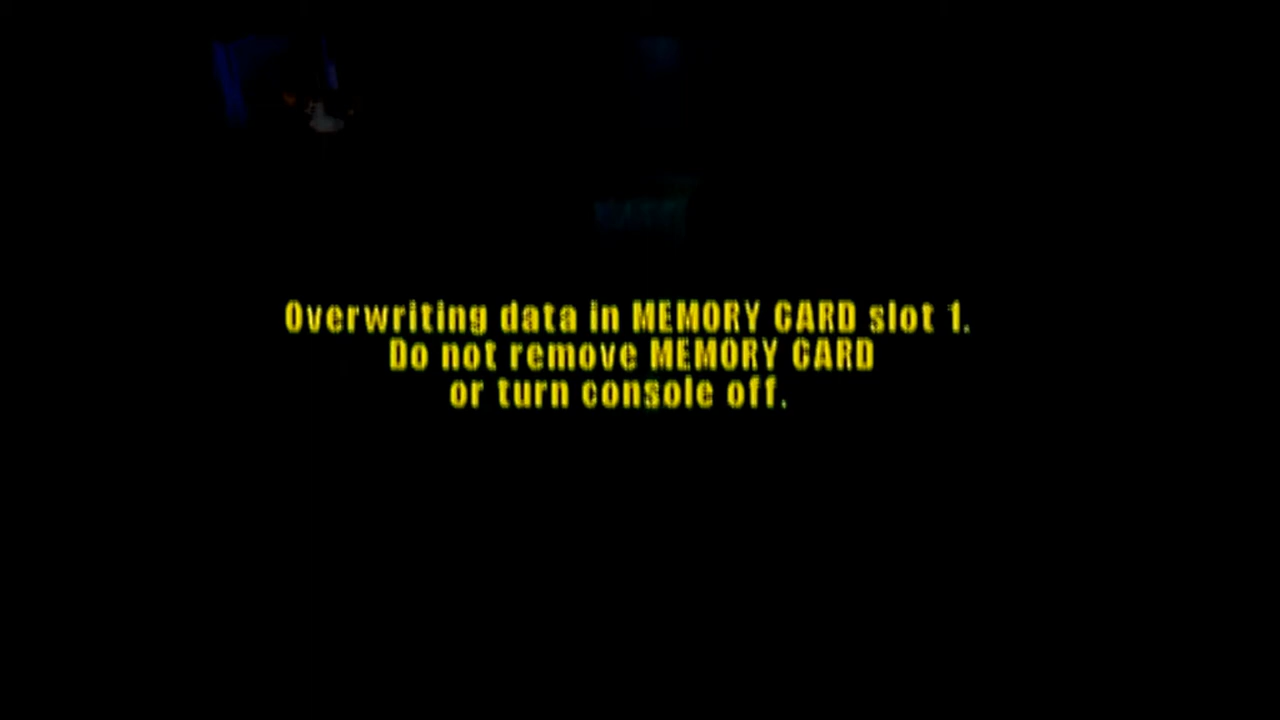 Overwriting data in MEMORY CARD slot 1.
Do not remove MEMORY CARD
or turn console off.